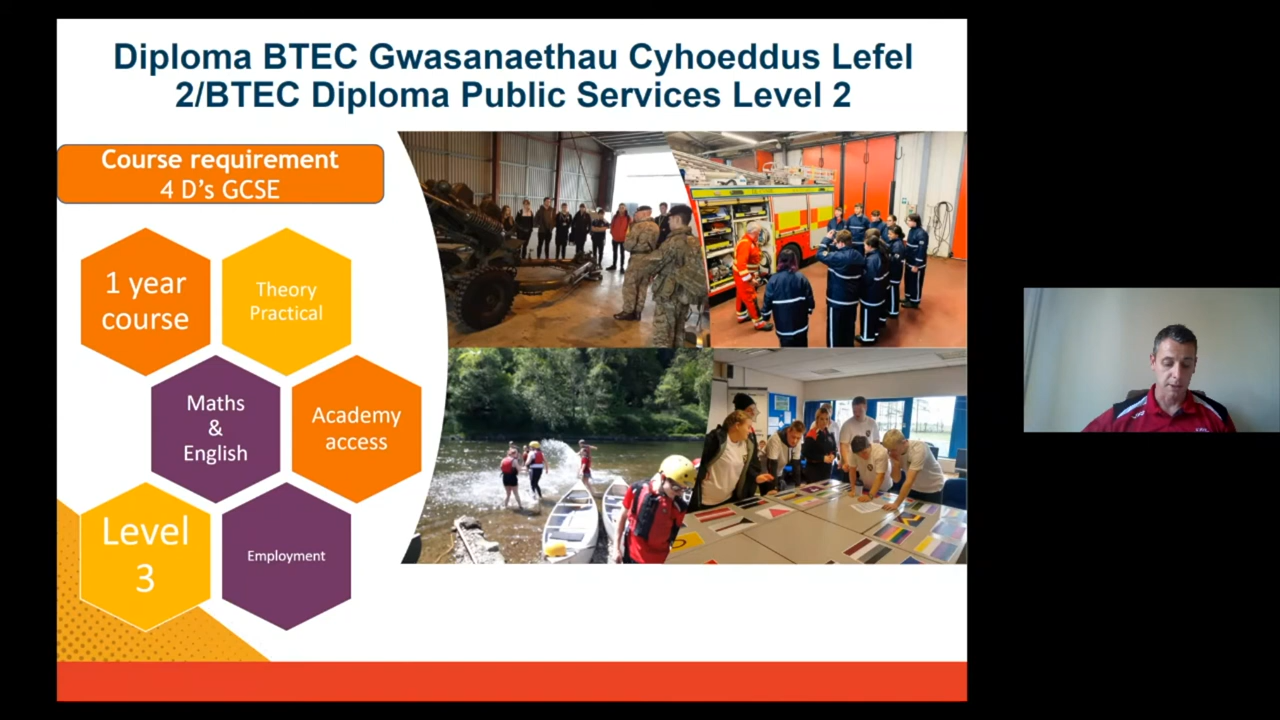 Diploma BTEC Gwasanaethau Cyhoeddus Lefel
2/BTEC Diploma Public Services Level 2
Course requirement
4 D’s GCSE
1 year
course
Theory
Practical
Maths
&
English
Academy
access
Level
3
Employment